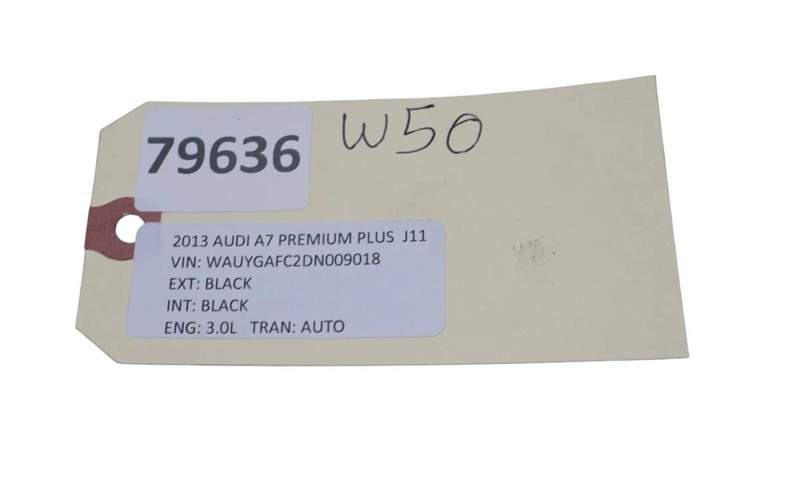 79636
W50
2013 AUDI A7 PREMIUM PLUS J11
VIN: WAUYGAFC2DN009018
EXT: BLACK
INT: BLACK
ENG: 3.0L TRAN: AUTO